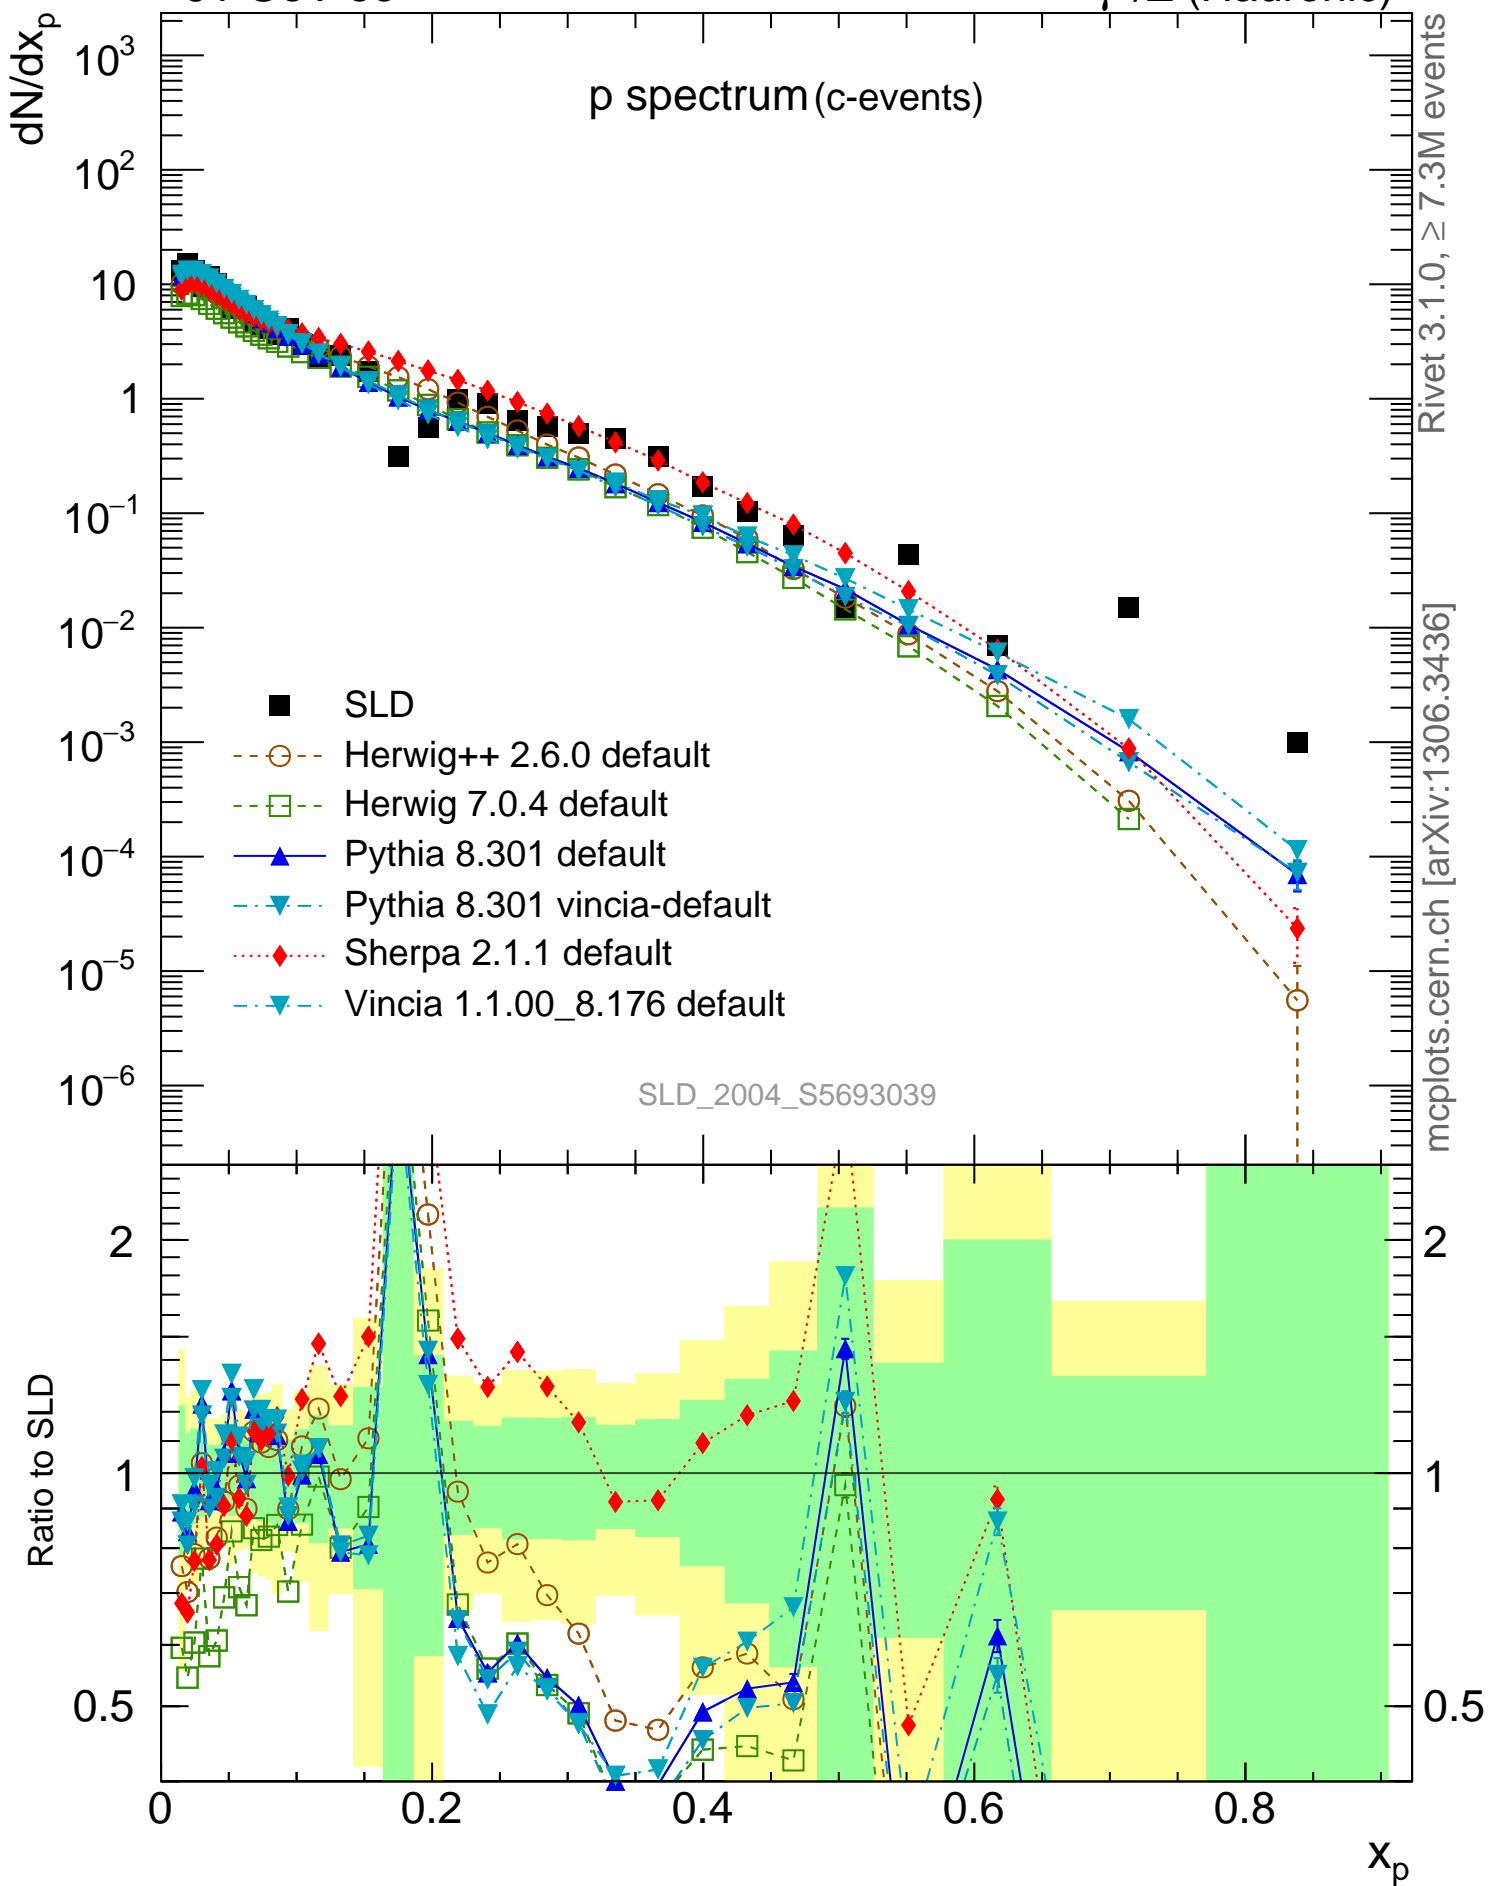 dN/dx_p
p spectrum (c-events)
10³
10²
10
1
10⁻¹
10⁻²
10⁻³
10⁻⁴
10⁻⁵
10⁻⁶
SLD
Herwig++ 2.6.0 default
Herwig 7.0.4 default
Pythia 8.301 default
Pythia 8.301 vincia-default
Sherpa 2.1.1 default
Vincia 1.1.00_8.176 default
SLD_2004_S5693039
Rivet 3.1.0, ≥ 7.3M events
mcplots.cern.ch [arXiv:1306.3436]
Ratio to SLD
2
1
0.5
2
1
0.5
0 0.2 0.4 0.6 0.8
x_p